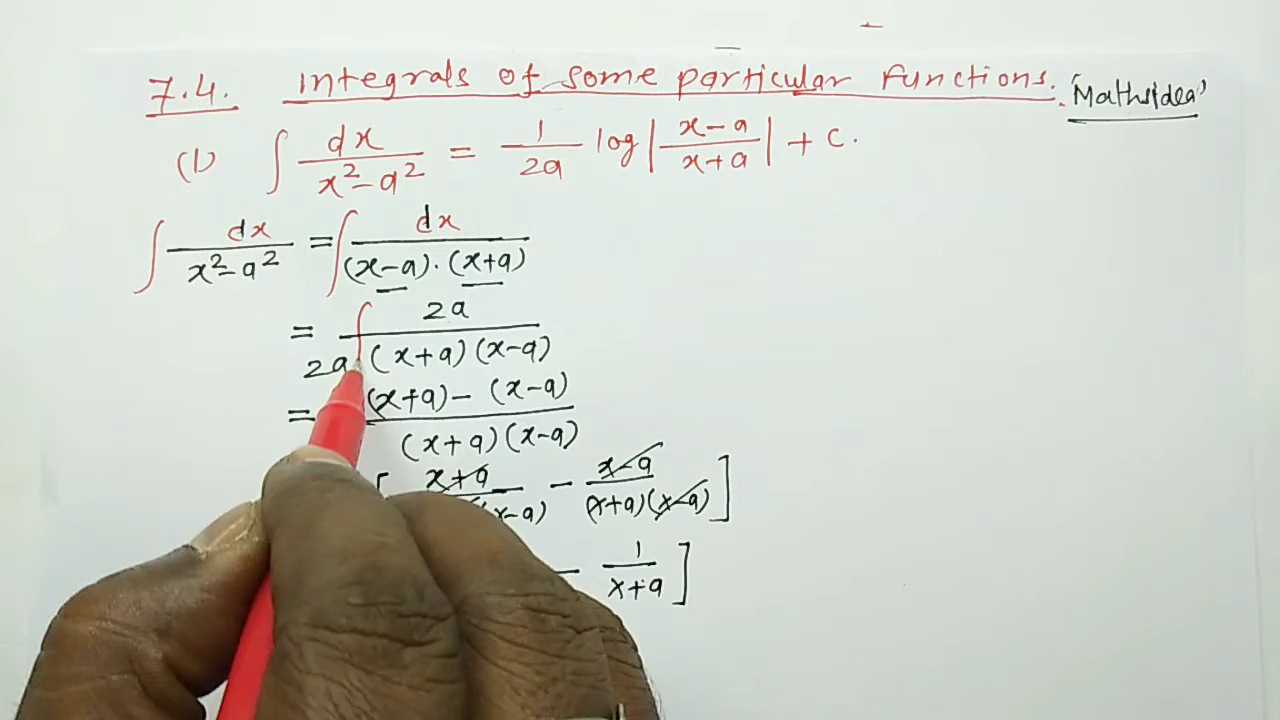 7.4. Integrals of some particular functions. 'MathsIdea'
(1) ∫ dx / (x² - a²) = 1/2a log | (x-a)/(x+a) | + C.
∫ dx / (x² - a²) = ∫ dx / (x-a).(x+a)
= ∫ 2a / 2a (x+a)(x-a)
= (x+a) - (x-a) / (x+a)(x-a)
[ x+a / (x-a) - x-a / (x+a)(x-a) ]
- 1 / x+a ]